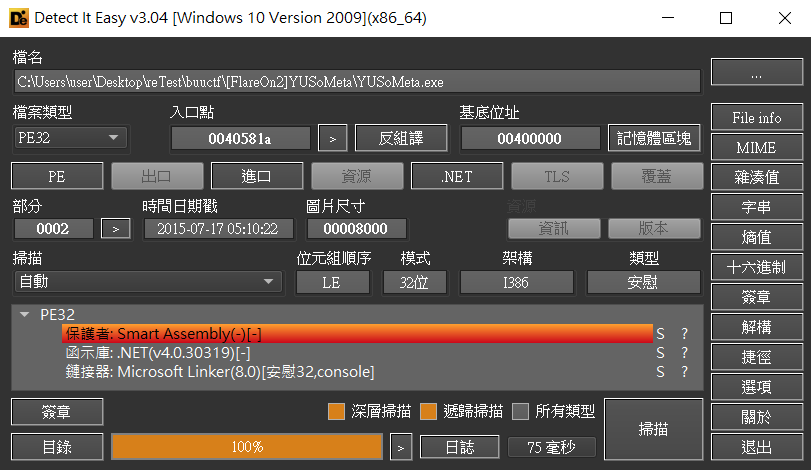 Detect It Easy v3.04 [Windows 10 Version 2009](x86_64)
檔名
C:\Users\user\Desktop\reTest\buuctf\[FlareOn2]YUSoMeta\YUSoMeta.exe
...
檔案類型 入口點 基底位址
PE32 0040581a > 反組譯 00400000 記憶體區塊
File info
MIME
PE 出口 進口 資源 .NET TLS 覆蓋
雜湊值
部分 時間日期戳 圖片尺寸 資源
字串
0002 > 2015-07-17 05:10:22 00008000 資訊 版本
熵值
掃描 位元組順序 模式 架構 類型
十六進制
自動 LE 32位 I386 安慰
簽章
PE32
解構
保護者: Smart Assembly(-)[-] S ?
函示庫: .NET(v4.0.30319)[-] S ?
捷徑
鏈接器: Microsoft Linker(8.0)[安慰32,console] S ?
選項
簽章 深層掃描 遞歸掃描 所有類型 掃描
關於
目錄 100% > 日誌 75 毫秒
退出